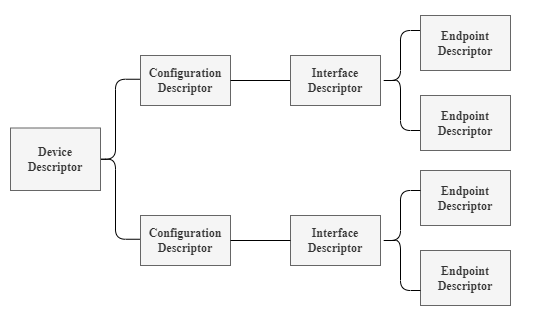 Device
Descriptor
Configuration
Descriptor
Interface
Descriptor
Endpoint
Descriptor
Endpoint
Descriptor
Configuration
Descriptor
Interface
Descriptor
Endpoint
Descriptor
Endpoint
Descriptor